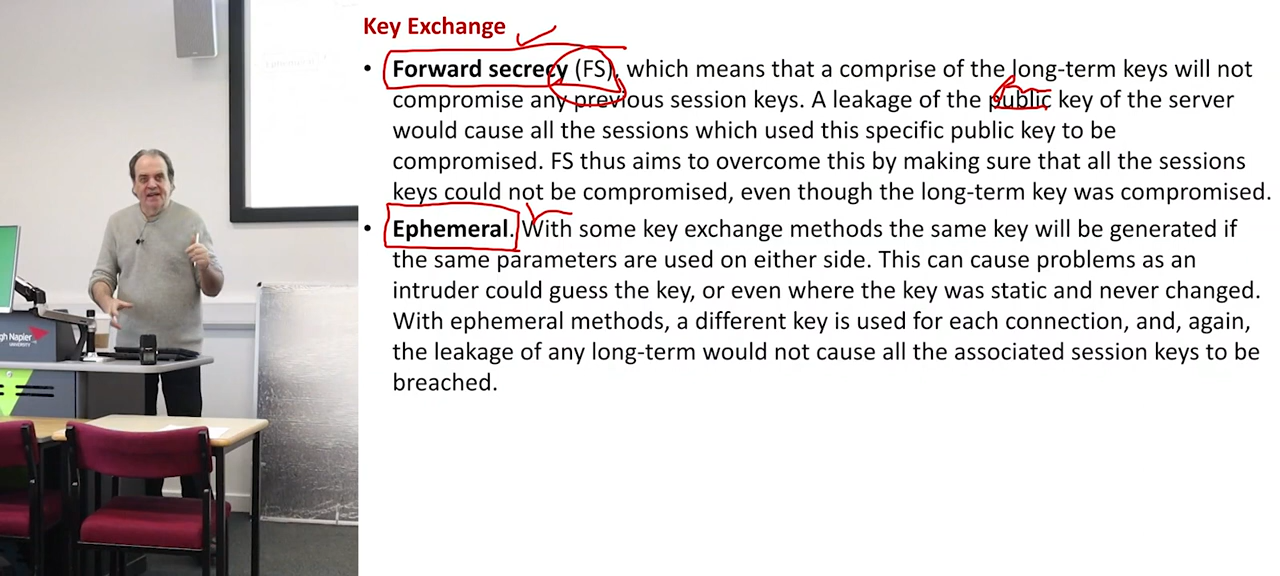 Key Exchange
• Forward secrecy (FS), which means that a comprise of the long-term keys will not
compromise any previous session keys. A leakage of the public key of the server
would cause all the sessions which used this specific public key to be
compromised. FS thus aims to overcome this by making sure that all the sessions
keys could not be compromised, even though the long-term key was compromised.
• Ephemeral. With some key exchange methods the same key will be generated if
the same parameters are used on either side. This can cause problems as an
intruder could guess the key, or even where the key was static and never changed.
With ephemeral methods, a different key is used for each connection, and, again,
the leakage of any long-term would not cause all the associated session keys to be
breached.
gh Napier
UNIVERSITY